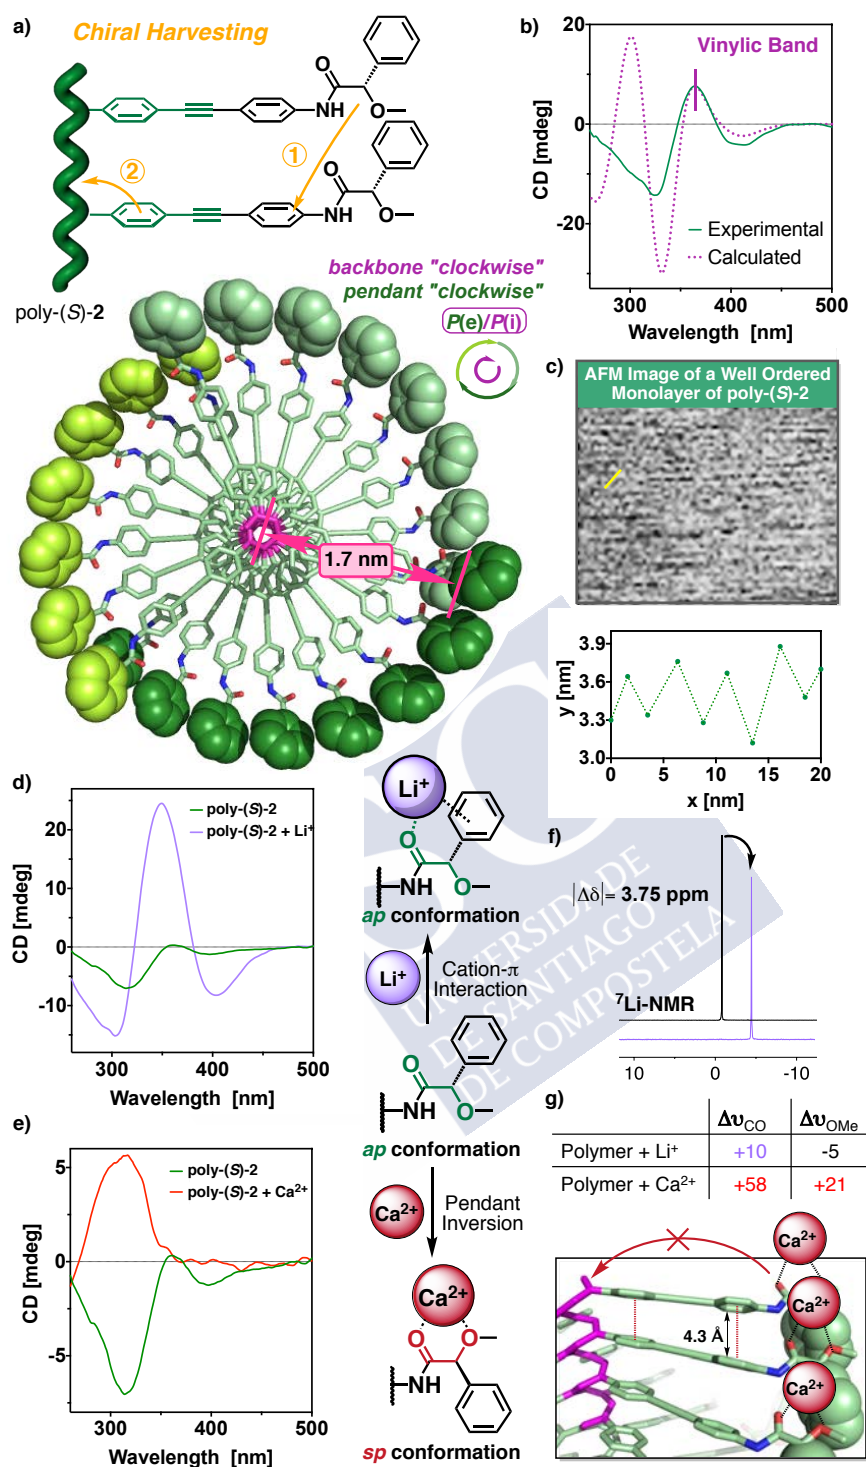 a)
Chiral Harvesting
O
NH
O
1
2
O
NH
O
poly-(S)-2
backbone "clockwise"
pendant "clockwise"
P(e)/P(i)
1.7 nm
b)
Vinylic Band
20
0
-20
CD [mdeg]
Experimental
Calculated
300 400 500
Wavelength [nm]
c)
AFM Image of a Well Ordered
Monolayer of poly-(S)-2
3.9
3.6
3.3
3.0
y [nm]
0 5 10 15 20
x [nm]
d)
poly-(S)-2
poly-(S)-2 + Li+
20
10
0
-10
CD [mdeg]
300 400 500
Wavelength [nm]
Li+
O
NH
O
ap conformation
Li+
Cation-π
Interaction
O
NH
O
ap conformation
Ca2+
Pendant
Inversion
Ca2+
O
O
NH
sp conformation
e)
poly-(S)-2
poly-(S)-2 + Ca2+
5
0
-5
CD [mdeg]
300 400 500
Wavelength [nm]
f)
|Δδ|= 3.75 ppm
7Li-NMR
10 0 -10
g)
ΔυCO ΔυOMe
Polymer + Li+ +10 -5
Polymer + Ca2+ +58 +21
Ca2+
Ca2+
4.3 Å
Ca2+
USC
UNIVERSIDADE
DE SANTIAGO
DE COMPOSTELA